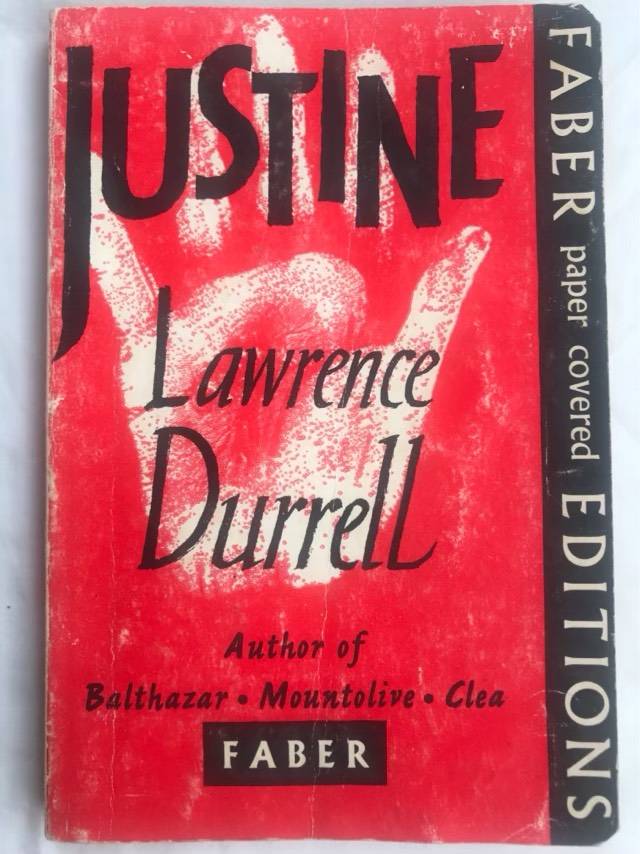 JUSTINE
Lawrence
Durrell
Author of
Balthazar • Mountolive • Clea
FABER
FABER paper covered EDITIONS